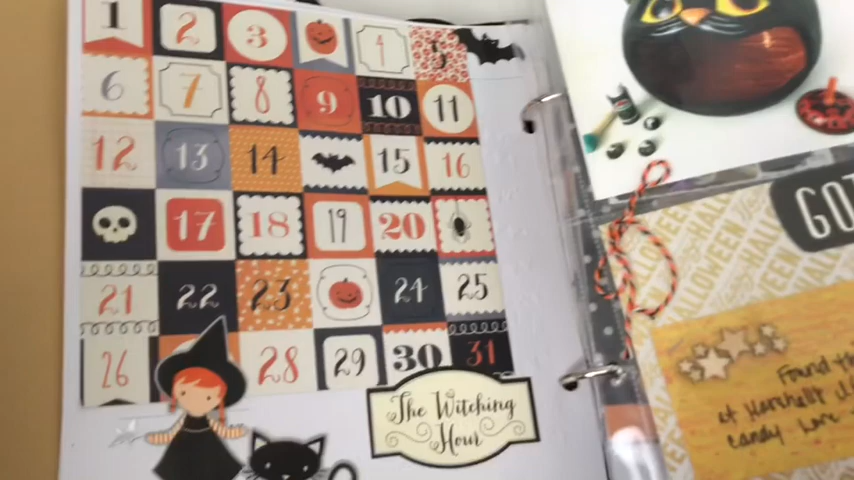 1 2 3 4 5
6 7 8 9 10 11
12 13 14 15 16
17 18 19 20
21 22 23 24 25
26 28 29 30 31
The Witching
Hour
GOT
HALLOWEEN
Found th
at Marshall's
candy